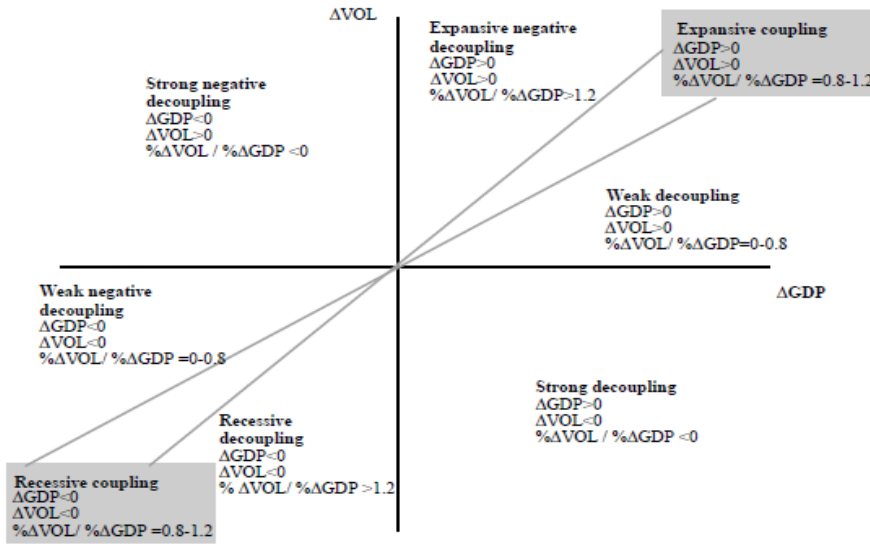 ΔVOL
Expansive negative
decoupling
ΔGDP>0
ΔVOL>0
%ΔVOL/ %ΔGDP>1.2
Expansive coupling
ΔGDP>0
ΔVOL>0
%ΔVOL/ %ΔGDP =0.8-1.2
Strong negative
decoupling
ΔGDP<0
ΔVOL>0
%ΔVOL / %ΔGDP <0
Weak decoupling
ΔGDP>0
ΔVOL>0
%ΔVOL/ %ΔGDP=0-0.8
ΔGDP
Weak negative
decoupling
ΔGDP<0
ΔVOL<0
%ΔVOL/ %ΔGDP =0-0.8
Strong decoupling
ΔGDP>0
ΔVOL<0
%ΔVOL / %ΔGDP <0
Recessive
decoupling
ΔGDP<0
ΔVOL<0
% ΔVOL/ %ΔGDP >1.2
Recessive coupling
ΔGDP<0
ΔVOL<0
%ΔVOL/ %ΔGDP =0.8-1.2